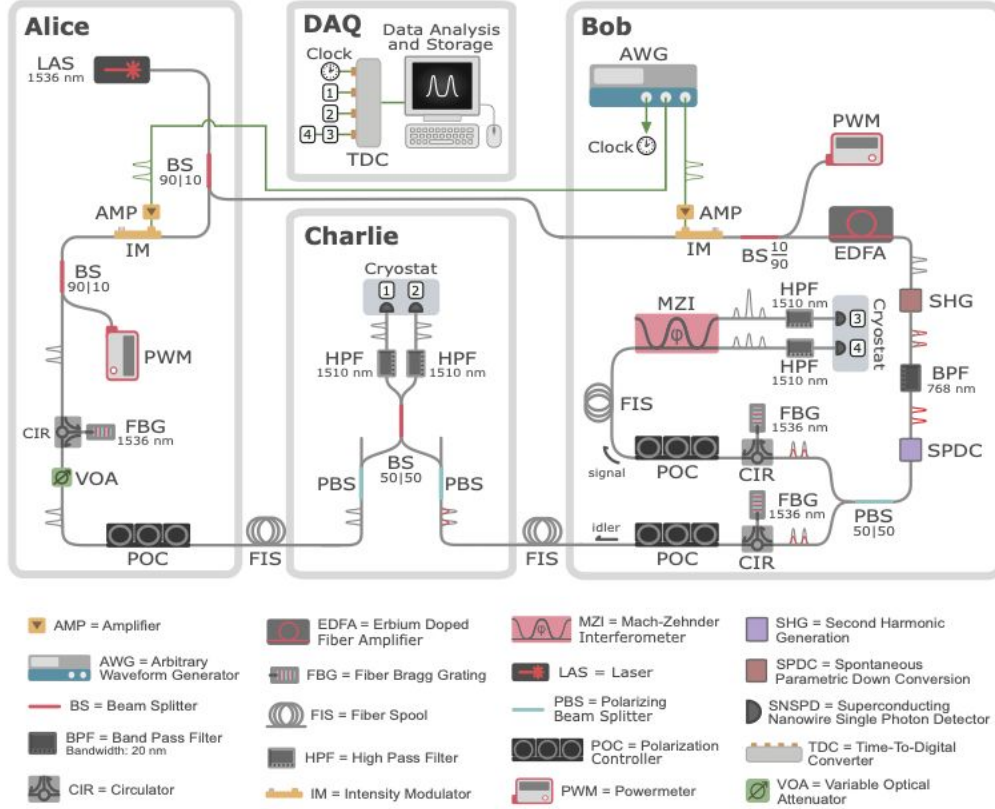 Alice
LAS
1536 nm
BS
90|10
AMP
IM
BS
90|10
PWM
CIR
FBG
1536 nm
VOA
POC
FIS
DAQ
Data Analysis
and Storage
Clock
1
2
4
3
TDC
Charlie
Cryostat
1
2
HPF
1510 nm
HPF
1510 nm
BS
50|50
PBS
PBS
FIS
Bob
AWG
Clock
PWM
AMP
IM
BS 10
90
EDFA
SHG
BPF
768 nm
SPDC
MZI
φ
HPF
1510 nm
3
4
Cryostat
HPF
1510 nm
FIS
signal
POC
FBG
1536 nm
CIR
FBG
1536 nm
PBS
50|50
idler
POC
CIR
AMP = Amplifier
AWG = Arbitrary
Waveform Generator
BS = Beam Splitter
BPF = Band Pass Filter
Bandwidth: 20 nm
CIR = Circulator
EDFA = Erbium Doped
Fiber Amplifier
FBG = Fiber Bragg Grating
FIS = Fiber Spool
HPF = High Pass Filter
IM = Intensity Modulator
φ
MZI = Mach-Zehnder
Interferometer
LAS = Laser
PBS = Polarizing
Beam Splitter
POC = Polarization
Controller
PWM = Powermeter
SHG = Second Harmonic
Generation
SPDC = Spontaneous
Parametric Down Conversion
SNSPD = Superconducting
Nanowire Single Photon Detector
TDC = Time-To-Digital
Converter
VOA = Variable Optical
Attenuator